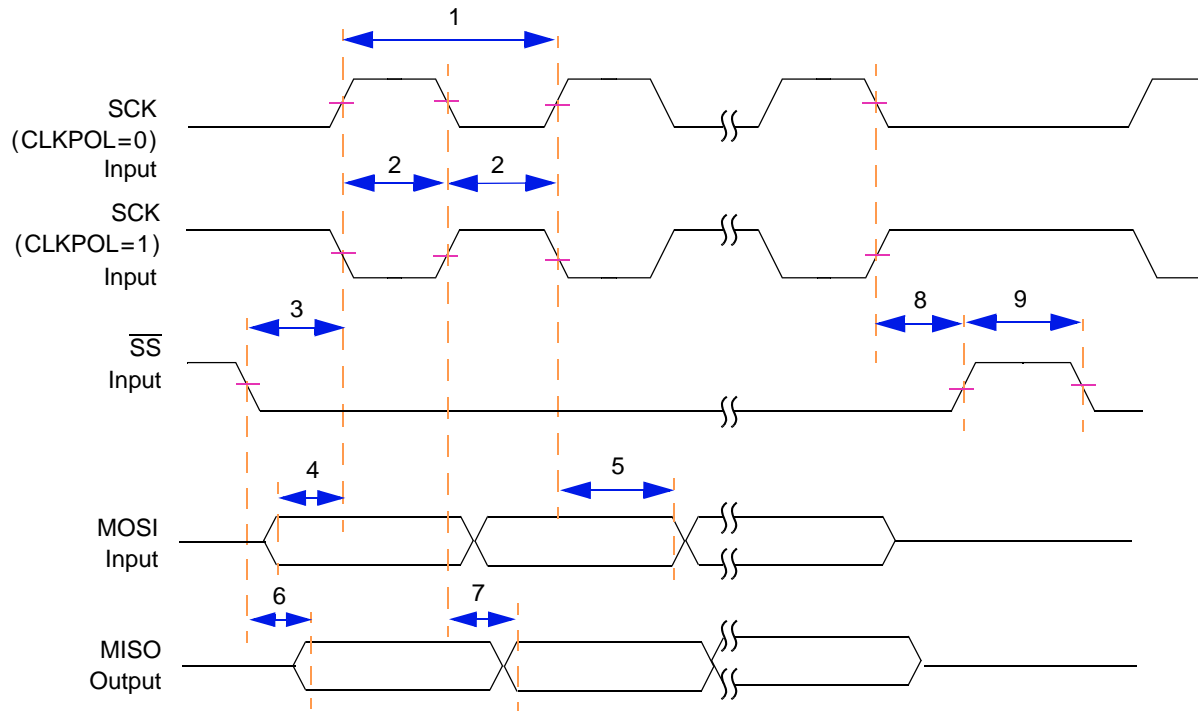 1
SCK
(CLKPOL=0)
Input
2 2
SCK
(CLKPOL=1)
Input
3
8 9
SS
Input
4
5
MOSI
Input
6
7
MISO
Output